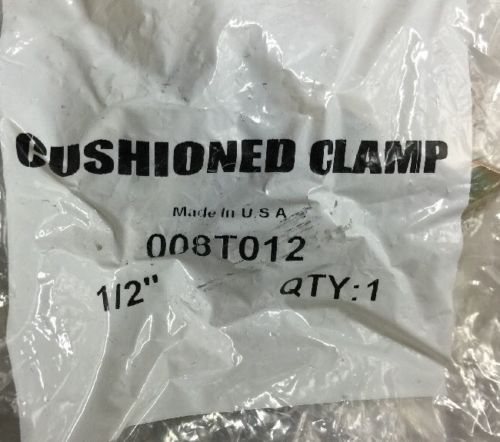 CUSHIONED CLAMP
Made In U.S.A
008T012
1/2" QTY:1